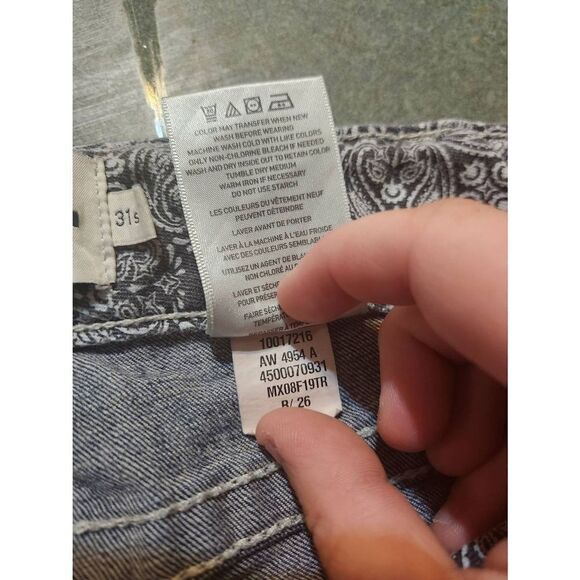 31s
COLOR MAY TRANSFER WHEN NEW
WASH BEFORE WEARING
MACHINE WASH COLD WITH LIKE COLORS
ONLY NON-CHLORINE BLEACH IF NEEDED
WASH AND DRY INSIDE OUT TO RETAIN COLOR
TUMBLE DRY MEDIUM
WARM IRON IF NECESSARY
DO NOT USE STARCH
LES COULEURS DU VÊTEMENT NEUF
PEUVENT DÉTEINDRE
LAVER AVANT DE PORTER
LAVER À LA MACHINE À L'EAU FROIDE
AVEC DES COULEURS SEMBLABLE
UTILISEZ UN AGENT DE BLA
NON CHLORÉ AU
LAVER ET SÉCHE
POUR PRÉSER
FAIRE SÉCH
TEMPÉRAT
10017216
AW 4954 A
4500070931
MX08F19TR
B/ 26